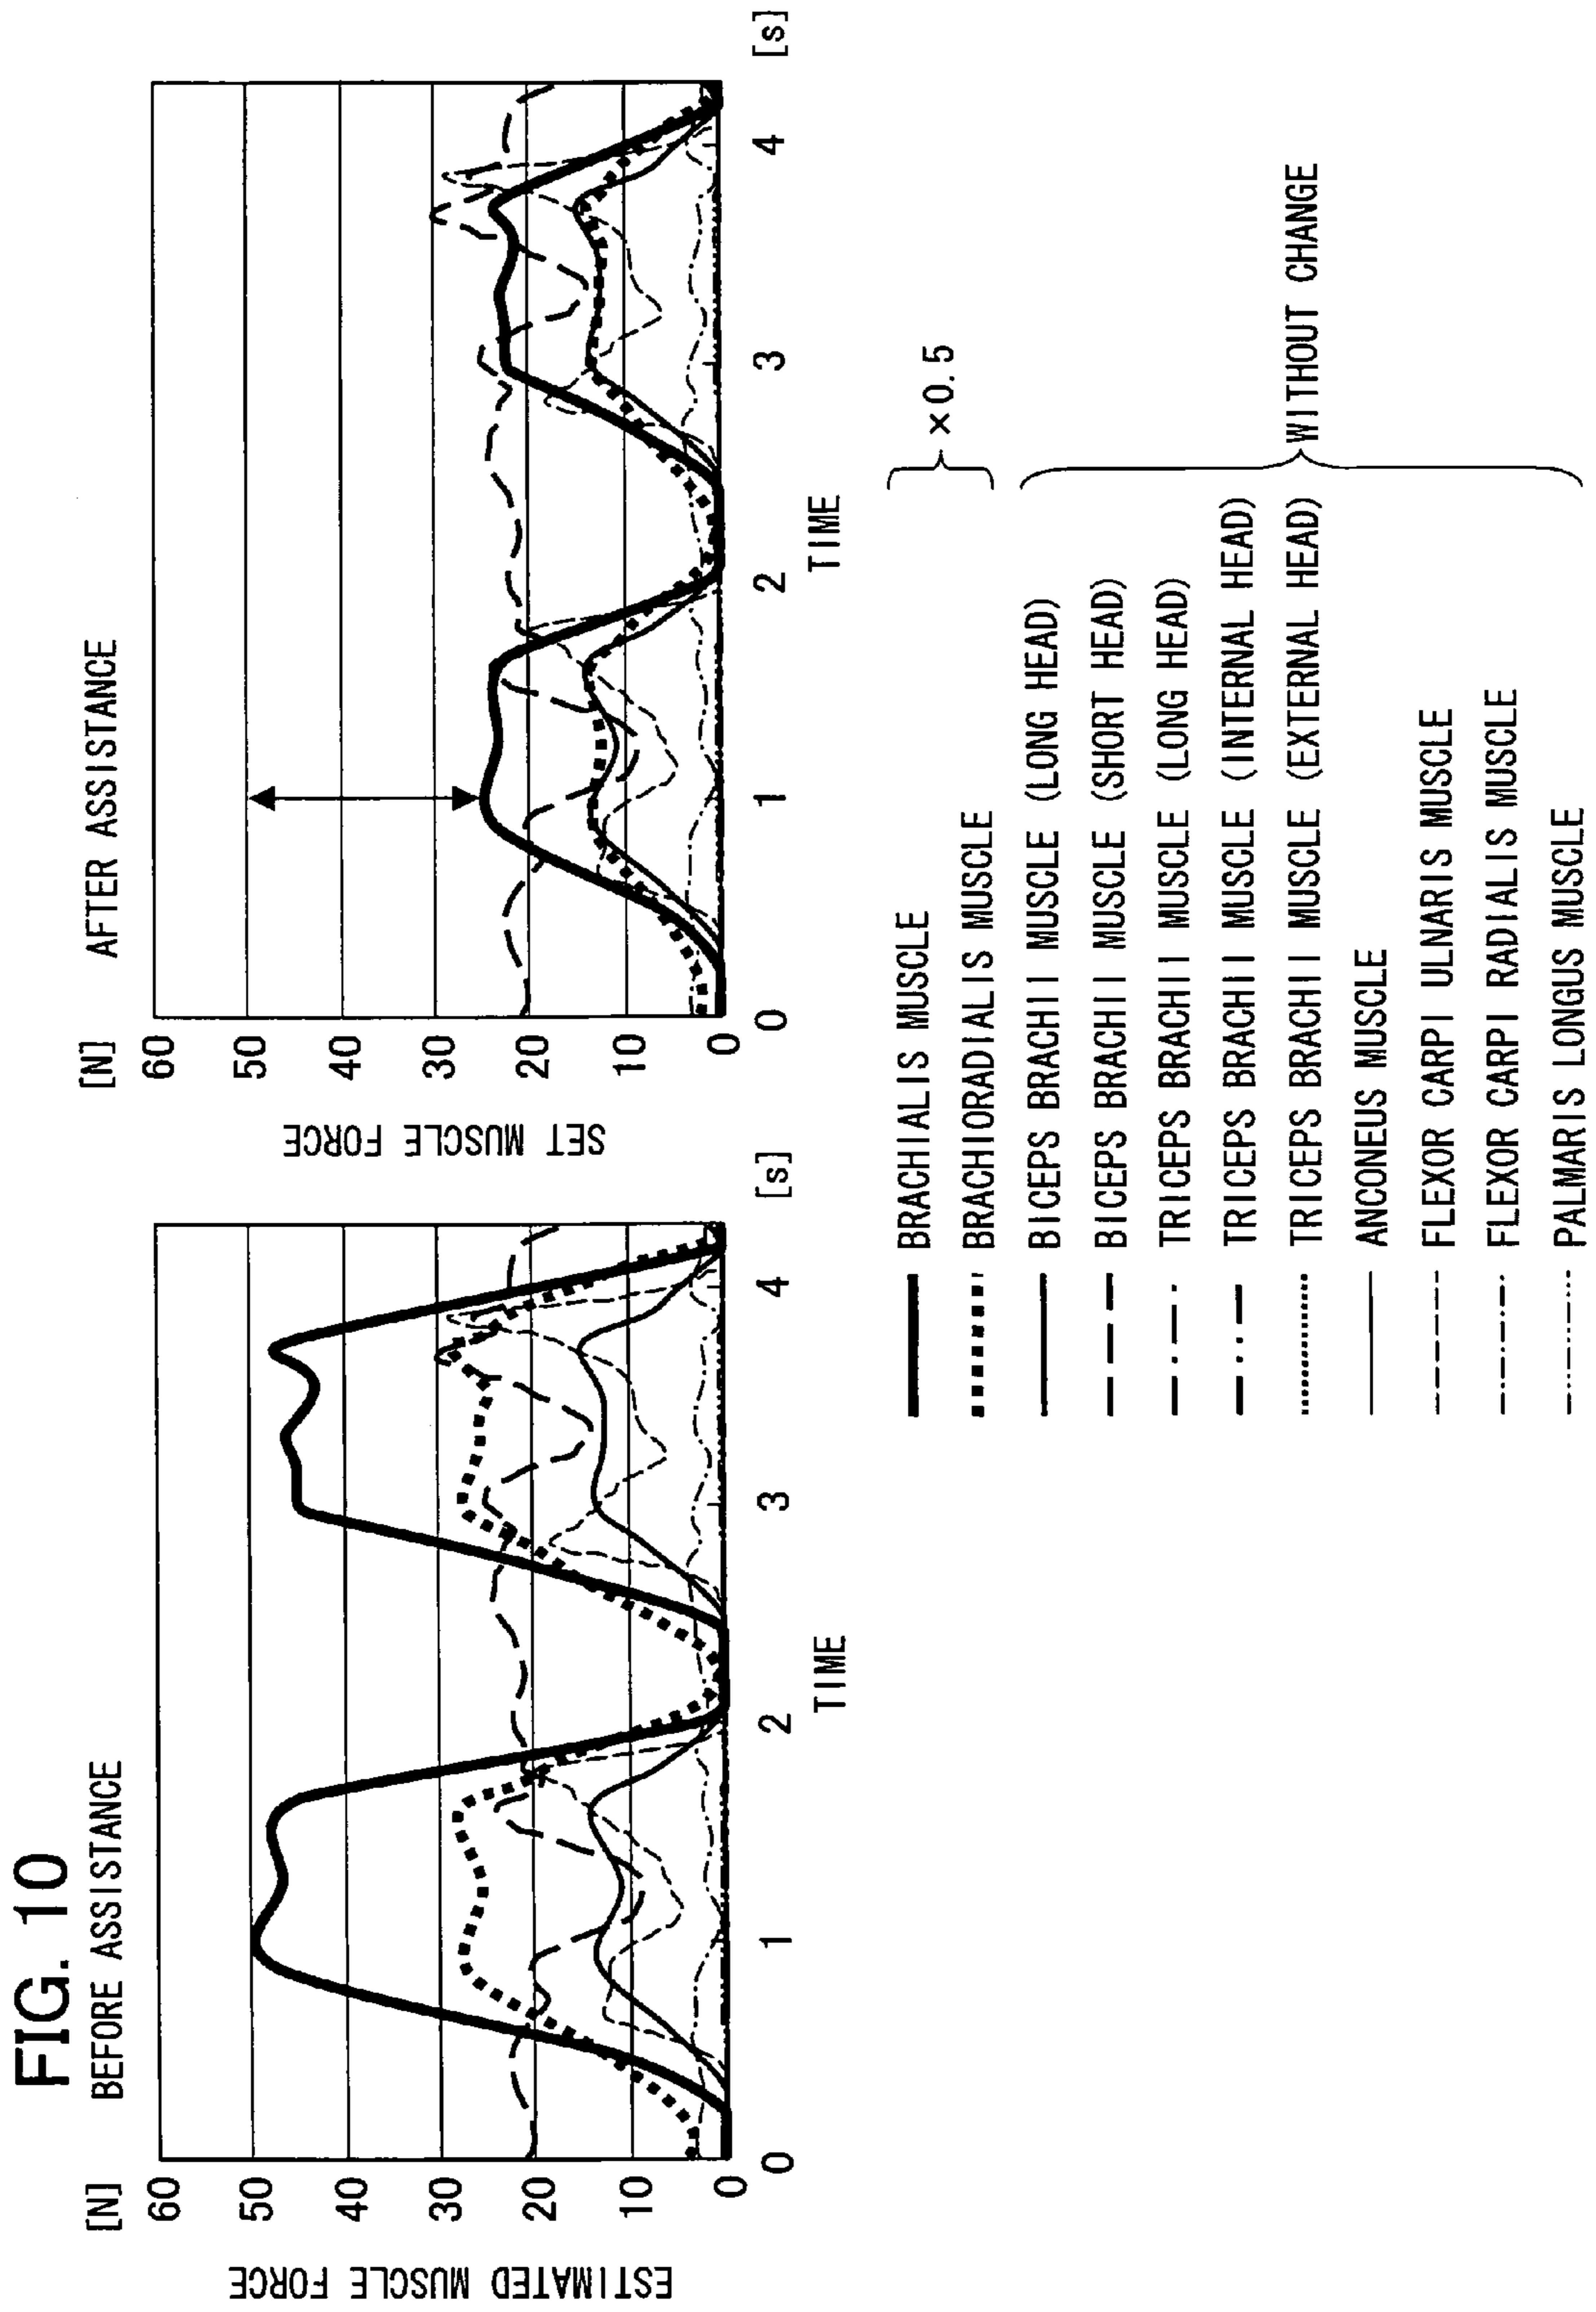 FIG. 10
BEFORE ASSISTANCE
[N]
60
50
40
30
20
10
0
ESTIMATED MUSCLE FORCE
0
1
2
3
4
[s]
TIME
AFTER ASSISTANCE
[N]
60
50
40
30
20
10
0
SET MUSCLE FORCE
0
1
2
3
4
[s]
TIME
BRACHIALIS MUSCLE
BRACHIORADIALIS MUSCLE
×0.5
BICEPS BRACHII MUSCLE (LONG HEAD)
BICEPS BRACHII MUSCLE (SHORT HEAD)
TRICEPS BRACHII MUSCLE (LONG HEAD)
TRICEPS BRACHII MUSCLE (INTERNAL HEAD)
TRICEPS BRACHII MUSCLE (EXTERNAL HEAD)
ANCONEUS MUSCLE
FLEXOR CARPI ULNARIS MUSCLE
FLEXOR CARPI RADIALIS MUSCLE
PALMARIS LONGUS MUSCLE
WITHOUT CHANGE